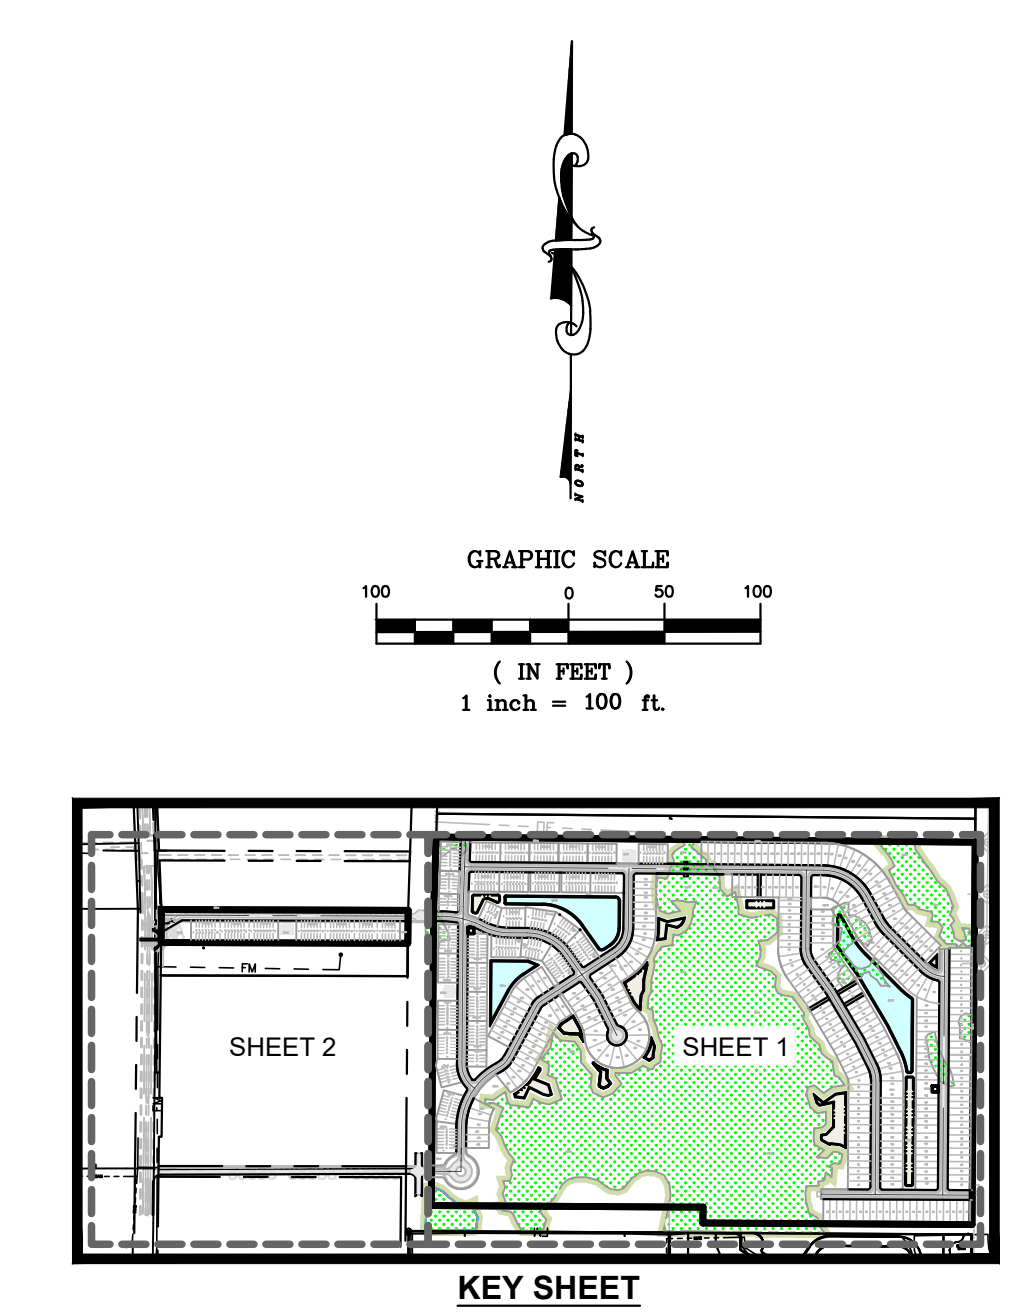 NORTH
GRAPHIC SCALE
100 0 50 100
( IN FEET )
1 inch = 100 ft.
FM
SHEET 2
SHEET 1
FM
KEY SHEET